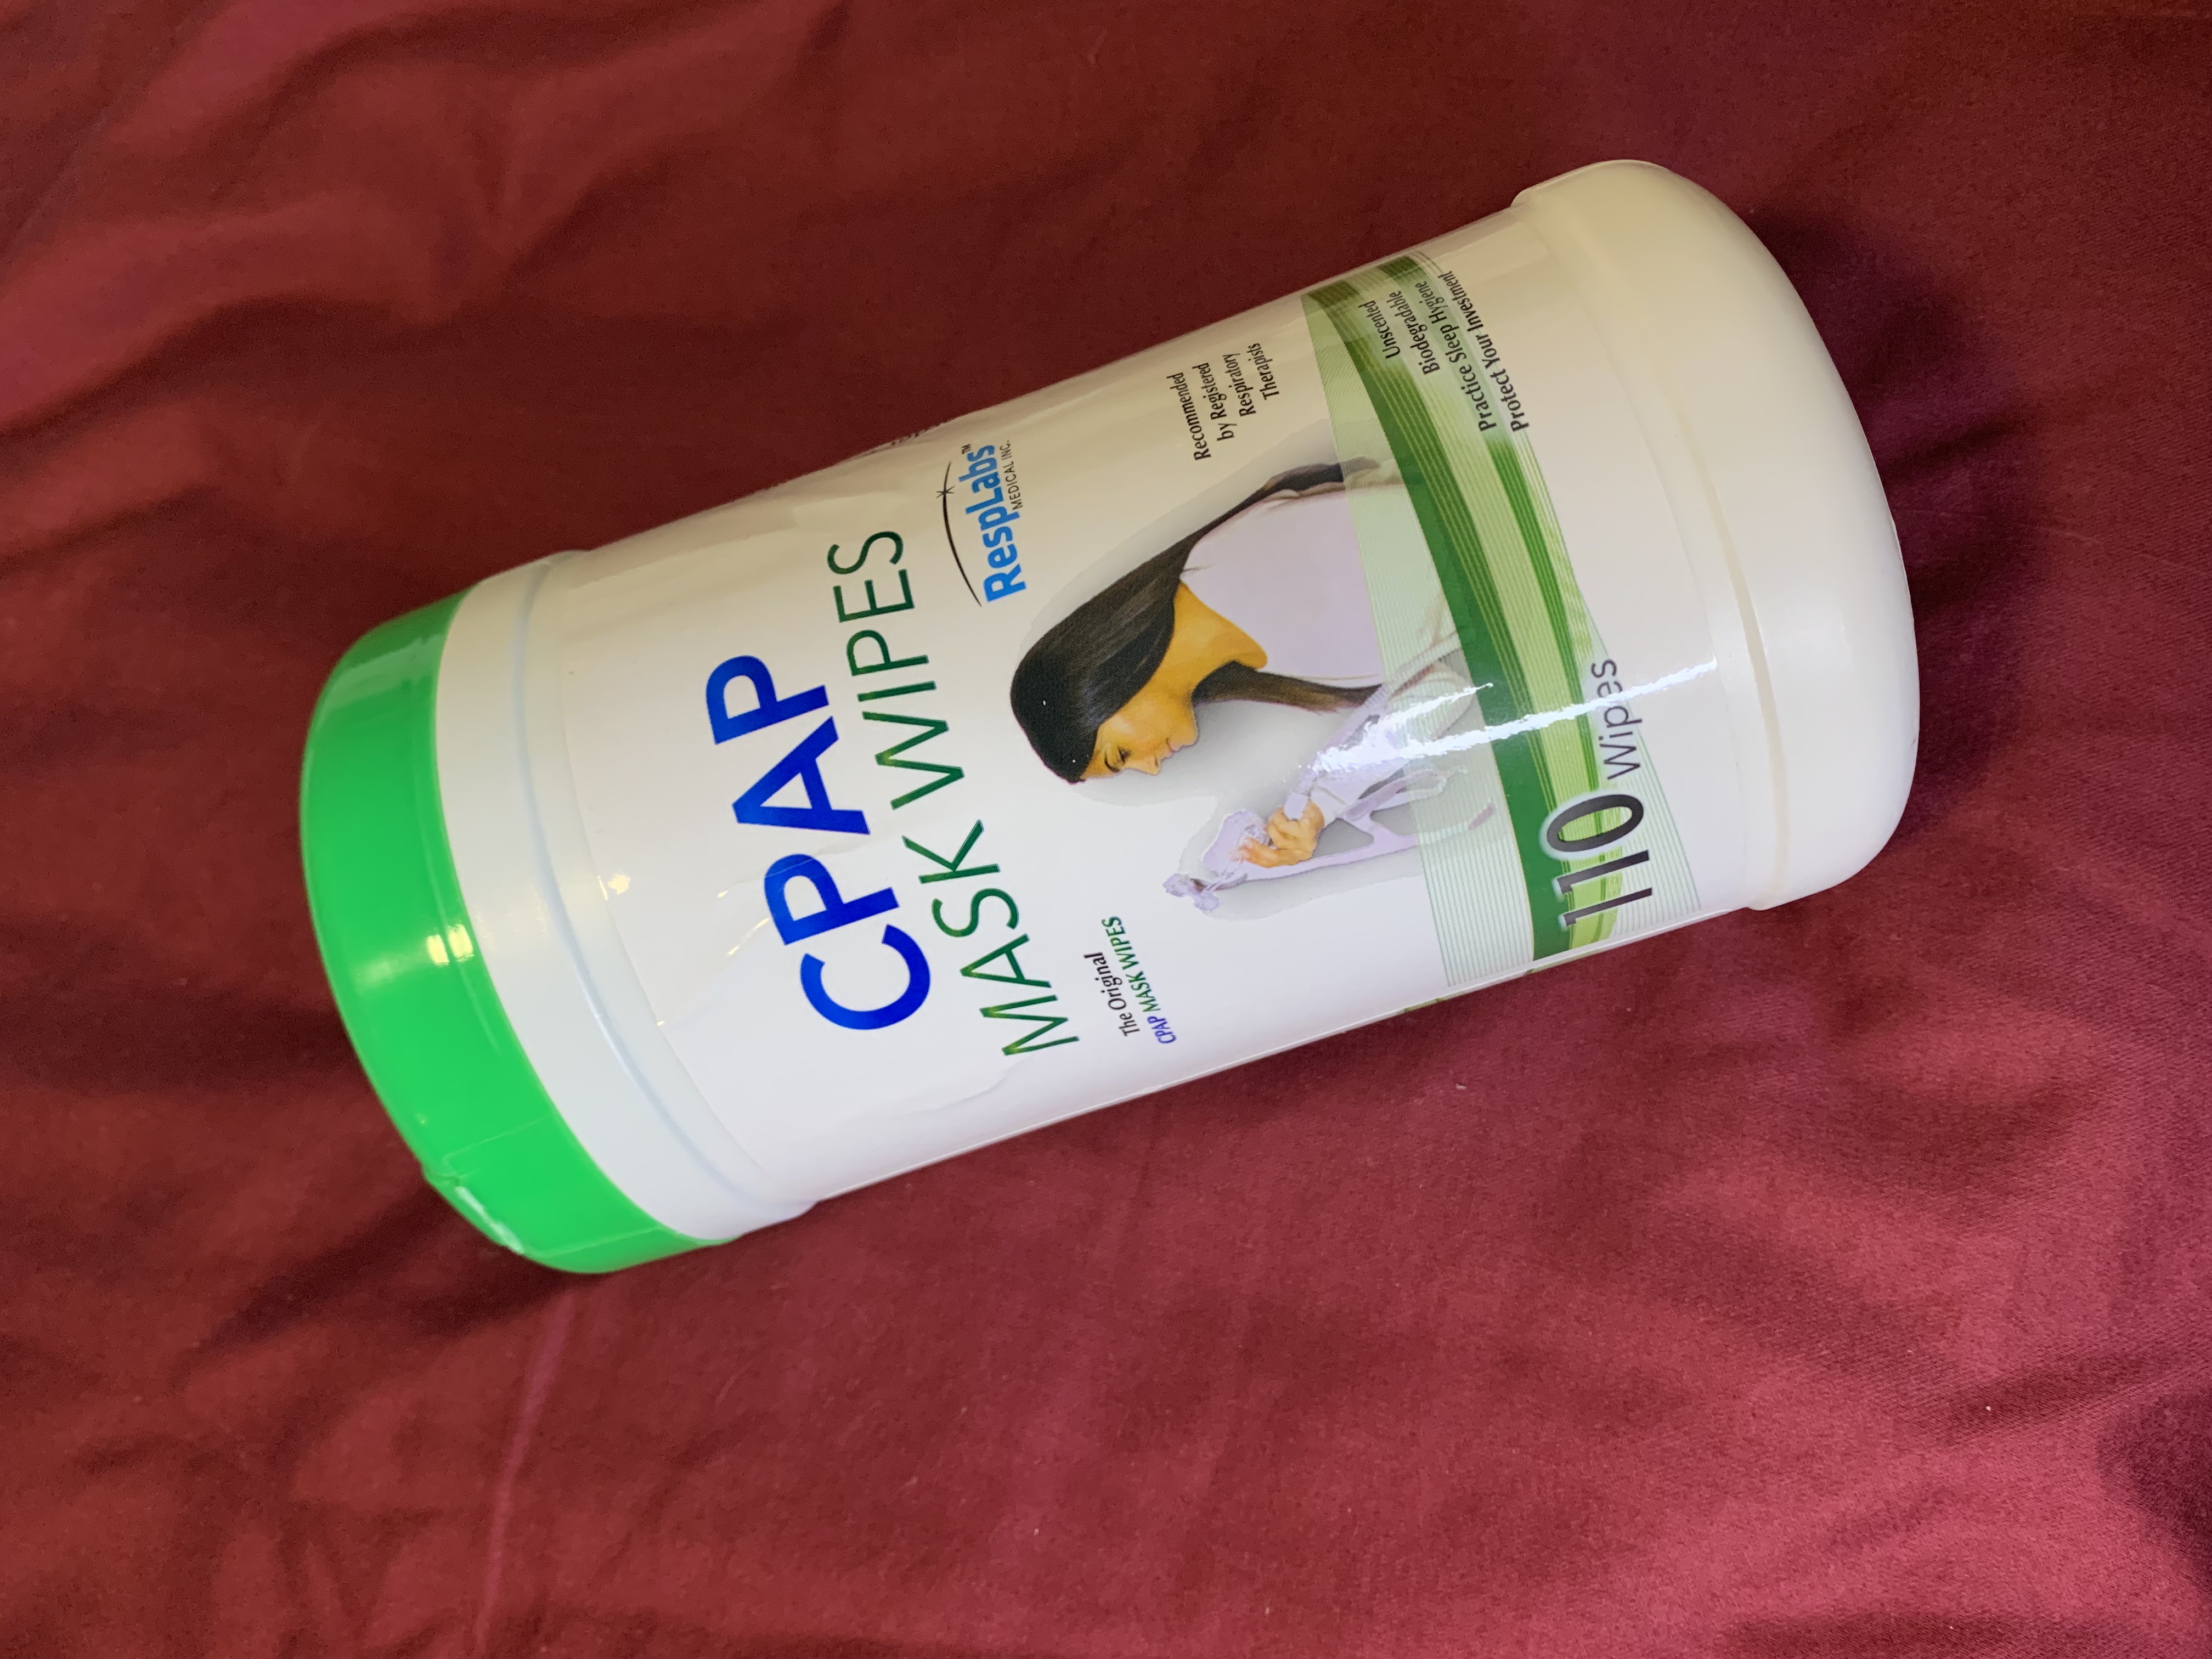 CPAP
MASK WIPES
RespLabs™
MEDICAL INC.
The Original
CPAP MASK WIPES
Recommended
by Registered
Respiratory
Therapists
Unscented
Biodegradable
Practice Sleep Hygiene
Protect Your Investment
110 Wipes